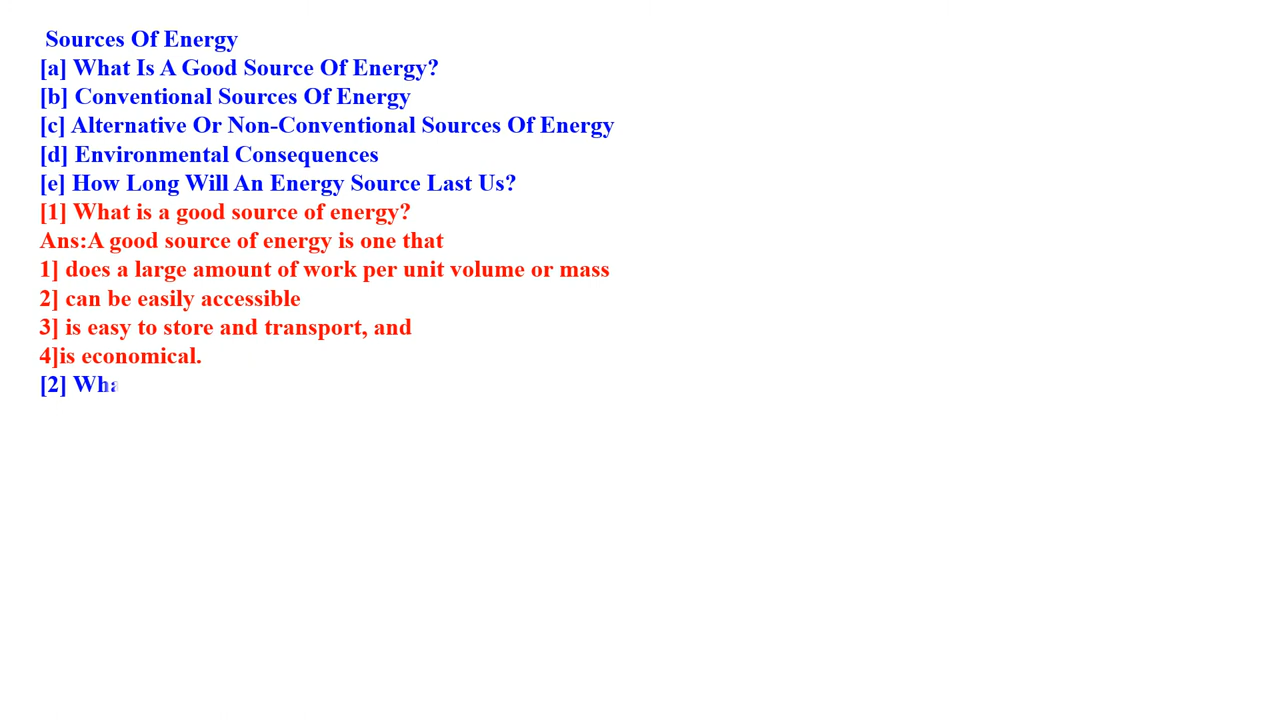 Sources Of Energy
[a] What Is A Good Source Of Energy?
[b] Conventional Sources Of Energy
[c] Alternative Or Non-Conventional Sources Of Energy
[d] Environmental Consequences
[e] How Long Will An Energy Source Last Us?
[1] What is a good source of energy?
Ans:A good source of energy is one that
1] does a large amount of work per unit volume or mass
2] can be easily accessible
3] is easy to store and transport, and
4]is economical.
[2] Wha